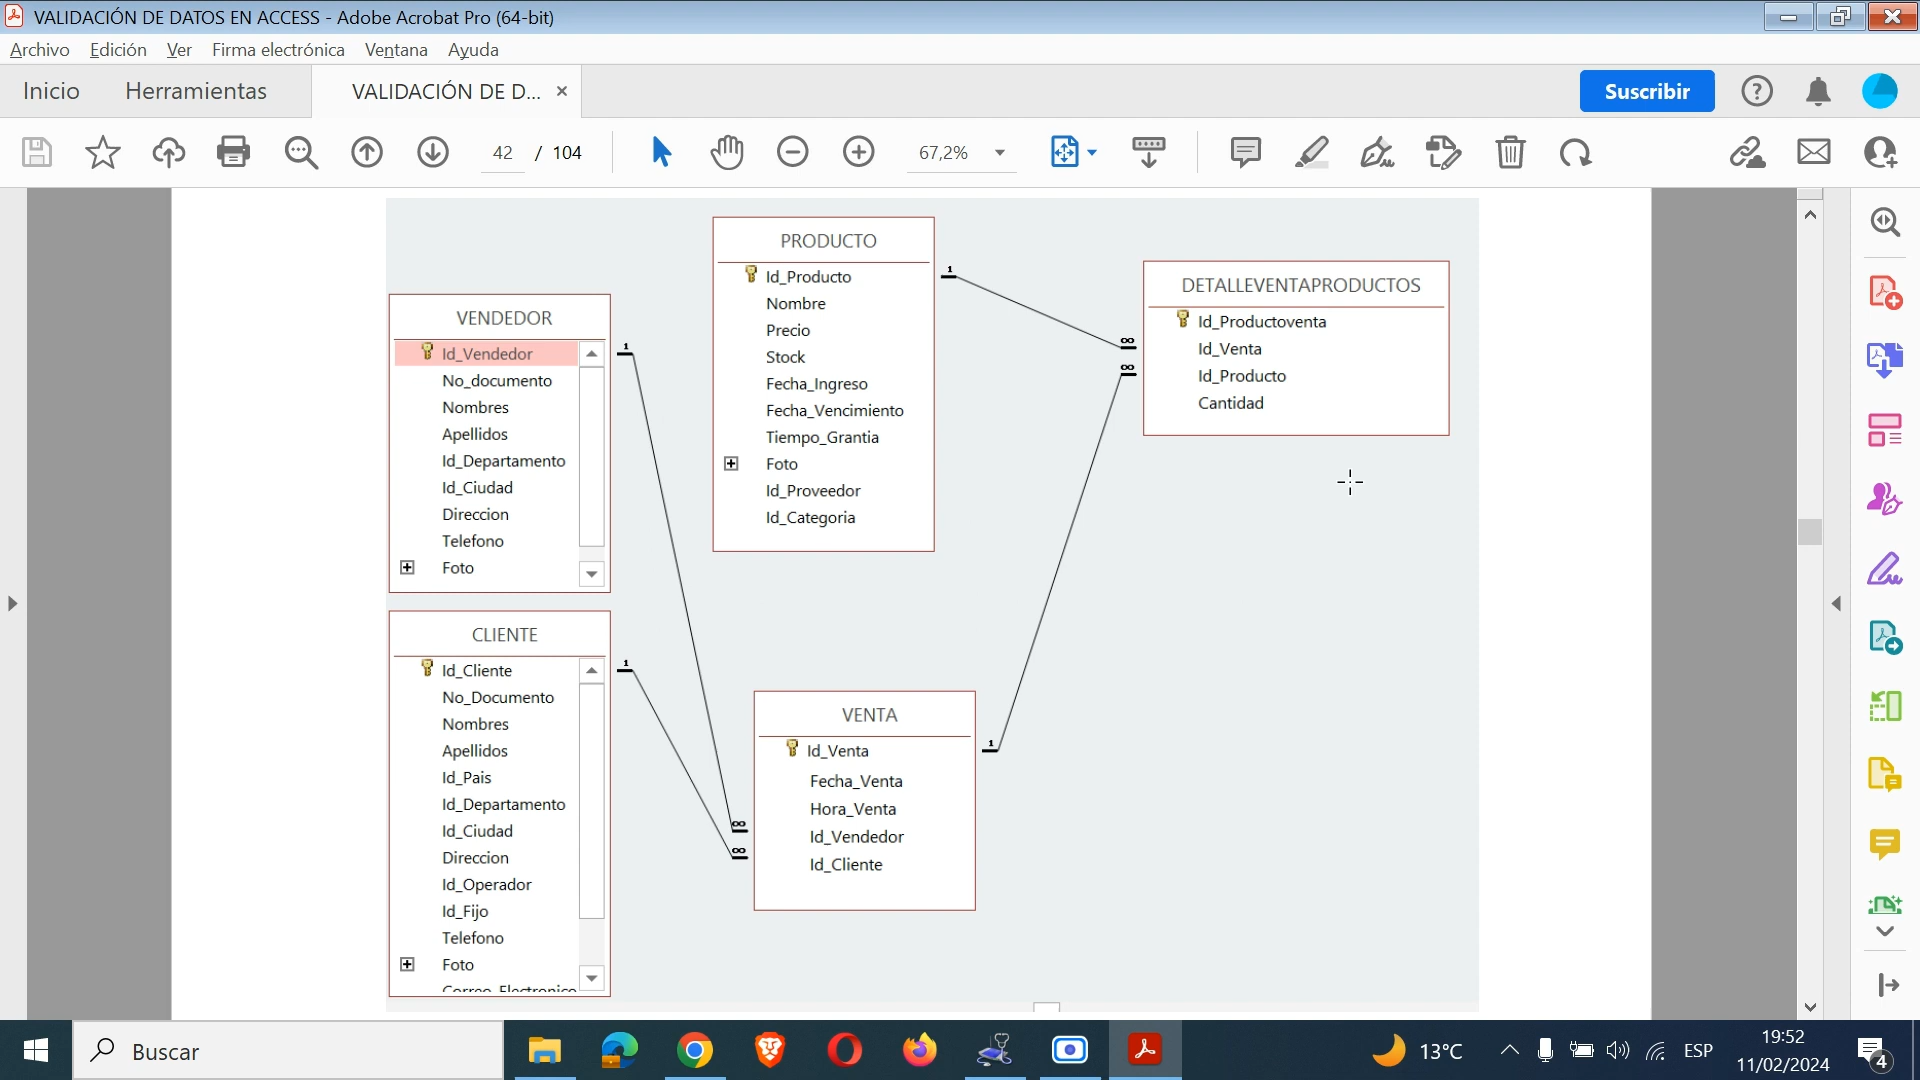 VALIDACIÓN DE DATOS EN ACCESS - Adobe Acrobat Pro (64-bit)
Archivo Edición Ver Firma electrónica Ventana Ayuda
Inicio Herramientas VALIDACIÓN DE D... Suscribir
42 / 104 67,2%
PRODUCTO
Id_Producto
Nombre
Precio
Stock
Fecha_Ingreso
Fecha_Vencimiento
Tiempo_Grantia
Foto
Id_Proveedor
Id_Categoria
1
∞
DETALLEVENTAPRODUCTOS
Id_Productoventa
Id_Venta
Id_Producto
Cantidad
∞
VENDEDOR
Id_Vendedor
No_documento
Nombres
Apellidos
Id_Departamento
Id_Ciudad
Direccion
Telefono
Foto
1
CLIENTE
Id_Cliente
No_Documento
Nombres
Apellidos
Id_Pais
Id_Departamento
Id_Ciudad
Direccion
Id_Operador
Id_Fijo
Telefono
Foto
Correo_Electronico
1
VENTA
Id_Venta
Fecha_Venta
Hora_Venta
Id_Vendedor
Id_Cliente
1
∞
∞
Buscar
13°C
ESP
19:52
11/02/2024
4